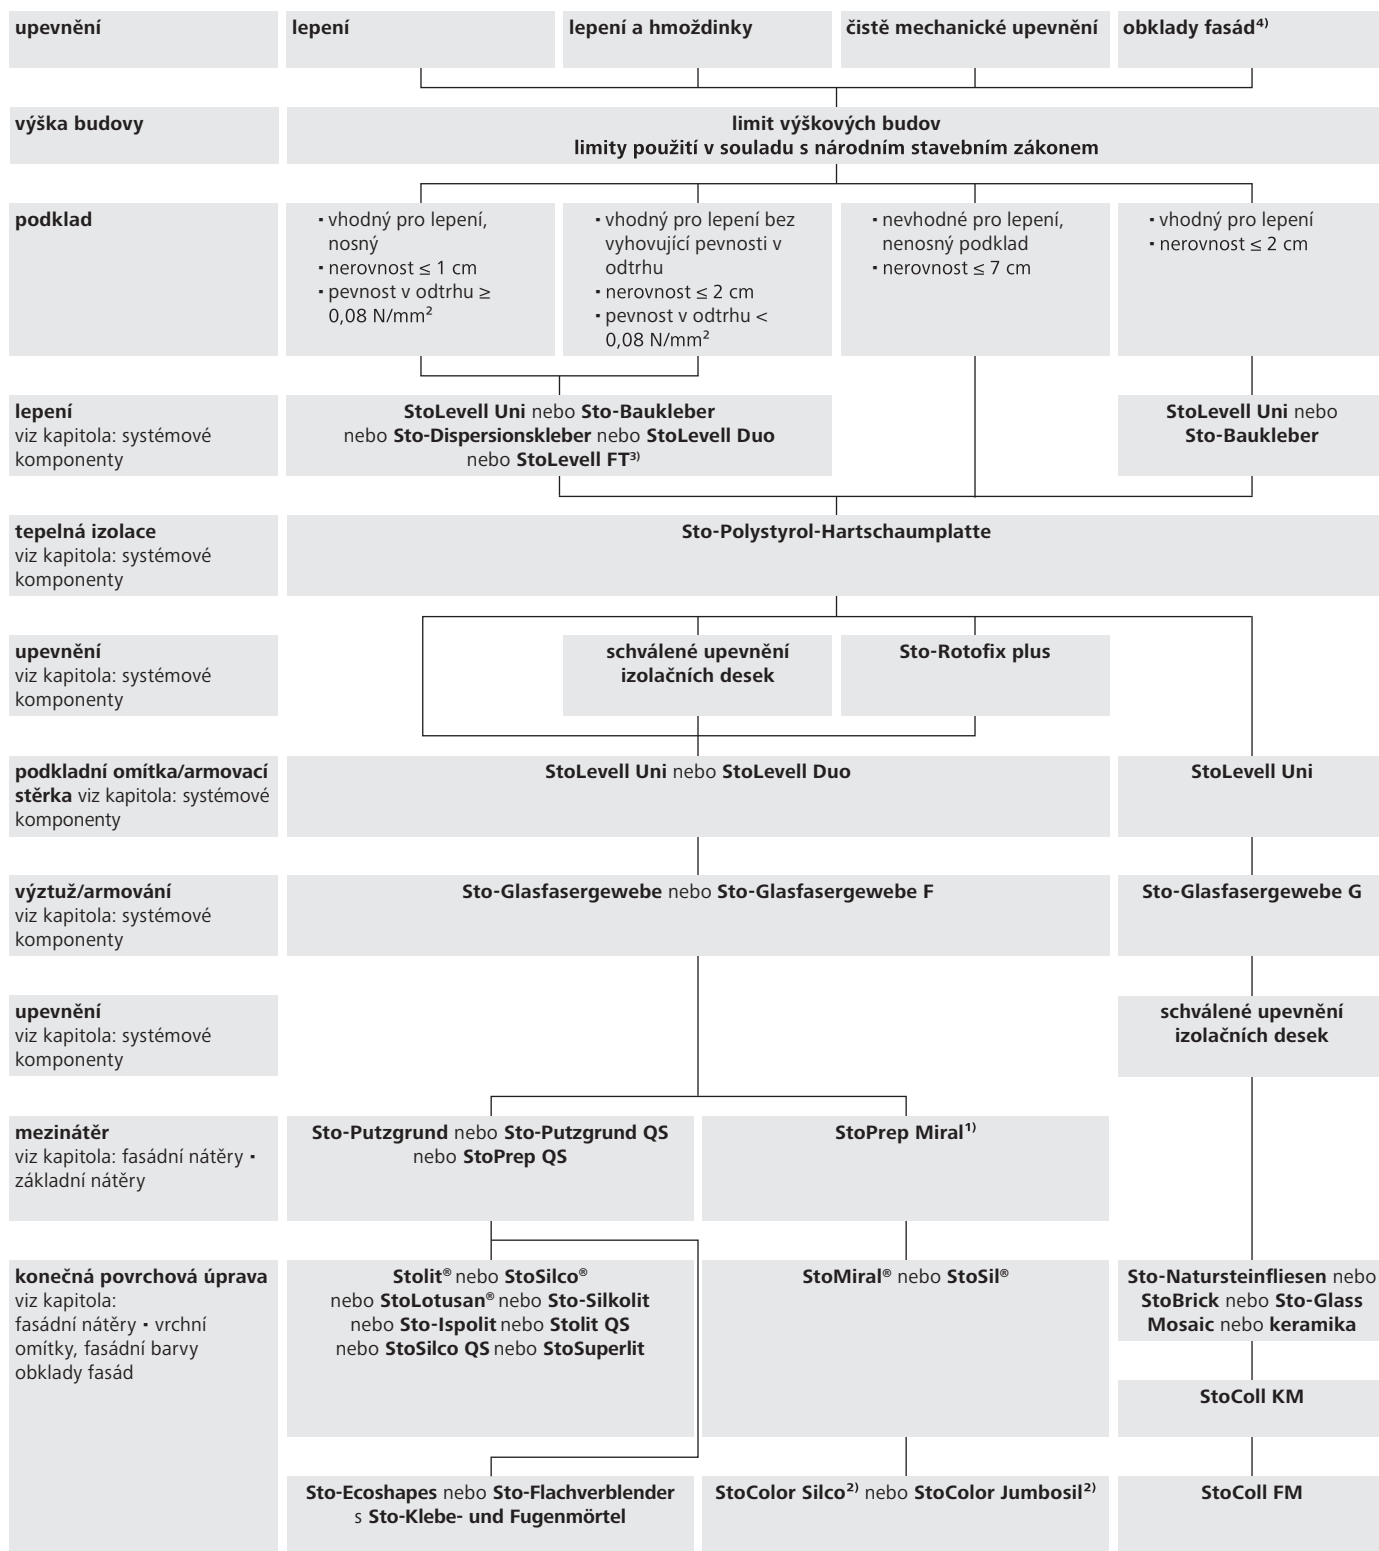 upevnění
lepení
lepení a hmoždinky
čistě mechanické upevnění
obklady fasád⁴⁾
výška budovy
limit výškových budov
limity použití v souladu s národním stavebním zákonem
podklad
▪ vhodný pro lepení,
nosný
▪ nerovnost ≤ 1 cm
▪ pevnost v odtrhu ≥
0,08 N/mm²
▪ vhodný pro lepení bez
vyhovující pevnosti v
odtrhu
▪ nerovnost ≤ 2 cm
▪ pevnost v odtrhu <
0,08 N/mm²
▪ nevhodné pro lepení,
nenosný podklad
▪ nerovnost ≤ 7 cm
▪ vhodný pro lepení
▪ nerovnost ≤ 2 cm
lepení
viz kapitola: systémové
komponenty
StoLevell Uni nebo Sto-Baukleber
nebo Sto-Dispersionskleber nebo StoLevell Duo
nebo StoLevell FT³⁾
StoLevell Uni nebo
Sto-Baukleber
tepelná izolace
viz kapitola: systémové
komponenty
Sto-Polystyrol-Hartschaumplatte
upevnění
viz kapitola: systémové
komponenty
schválené upevnění
izolačních desek
Sto-Rotofix plus
podkladní omítka/armovací
stěrka viz kapitola: systémové
komponenty
StoLevell Uni nebo StoLevell Duo
StoLevell Uni
výztuž/armování
viz kapitola: systémové
komponenty
Sto-Glasfasergewebe nebo Sto-Glasfasergewebe F
Sto-Glasfasergewebe G
upevnění
viz kapitola: systémové
komponenty
schválené upevnění
izolačních desek
mezinátěr
viz kapitola: fasádní nátěry ▪
základní nátěry
Sto-Putzgrund nebo Sto-Putzgrund QS
nebo StoPrep QS
StoPrep Miral¹⁾
konečná povrchová úprava
viz kapitola:
fasádní nátěry ▪ vrchní
omítky, fasádní barvy
obklady fasád
Stolit® nebo StoSilco®
nebo StoLotusan® nebo Sto-Silkolit
nebo Sto-Ispolit nebo Stolit QS
nebo StoSilco QS nebo StoSuperlit
StoMiral® nebo StoSil®
Sto-Natursteinfliesen nebo
StoBrick nebo Sto-Glass
Mosaic nebo keramika
StoColl KM
Sto-Ecoshapes nebo Sto-Flachverblender
s Sto-Klebe- und Fugenmörtel
StoColor Silco²⁾ nebo StoColor Jumbosil²⁾
StoColl FM